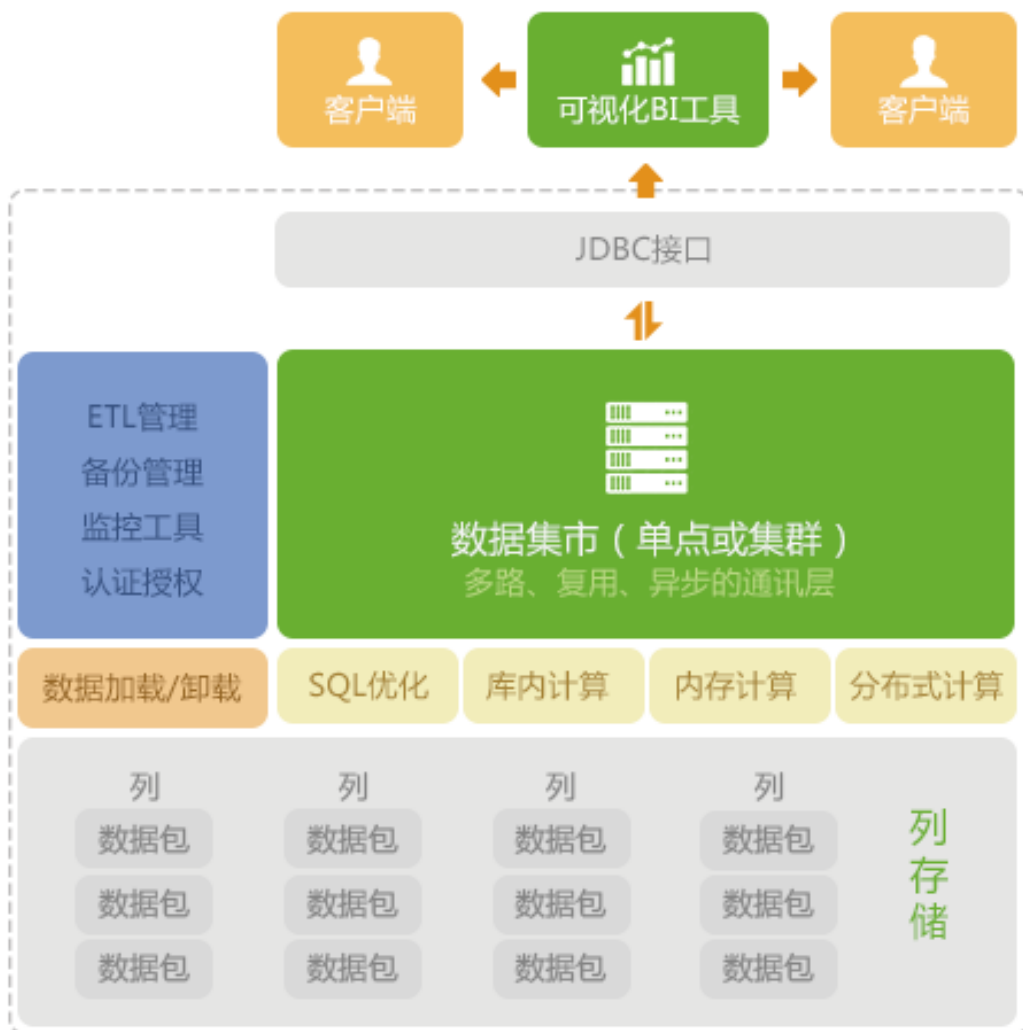 客户端
可视化BI工具
客户端
JDBC接口
ETL管理
备份管理
监控工具
认证授权
数据集市（单点或集群）
多路、复用、异步的通讯层
数据加载/卸载
SQL优化
库内计算
内存计算
分布式计算
列
列
列
列
数据包
数据包
数据包
数据包
数据包
数据包
数据包
数据包
数据包
数据包
数据包
数据包
列存储